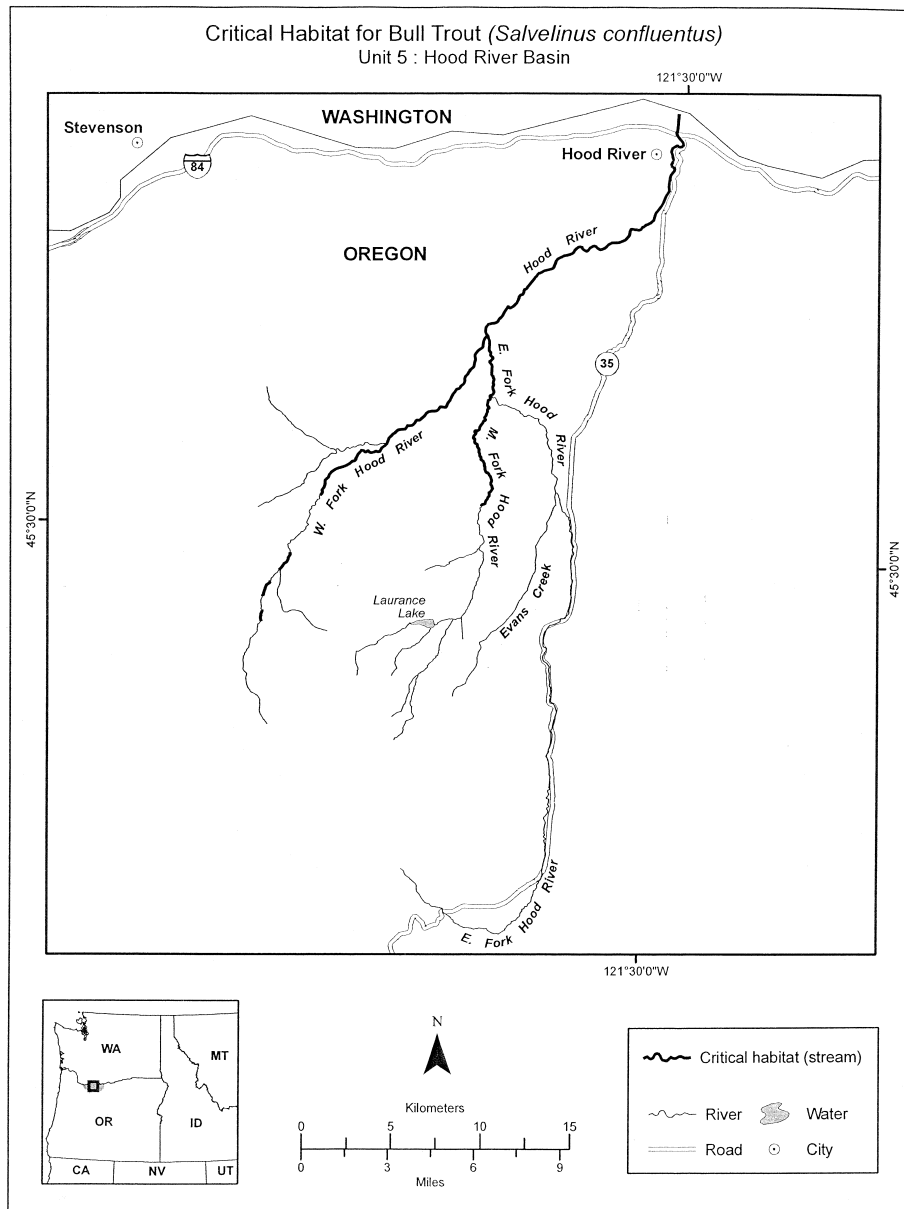 Critical Habitat for Bull Trout (Salvelinus confluentus)
Unit 5 : Hood River Basin
121°30'0"W
WASHINGTON
Stevenson
84
Hood River
OREGON
Hood River
E. Fork Hood River
35
W. Fork Hood River
M. Fork Hood River
45°30'0"N
45°30'0"N
Laurance
Lake
Evans Creek
E. Fork Hood River
121°30'0"W
WA
MT
OR
ID
CA
NV
UT
N
Kilometers
0 5 10 15
0 3 6 9
Miles
Critical habitat (stream)
River
Water
Road
City